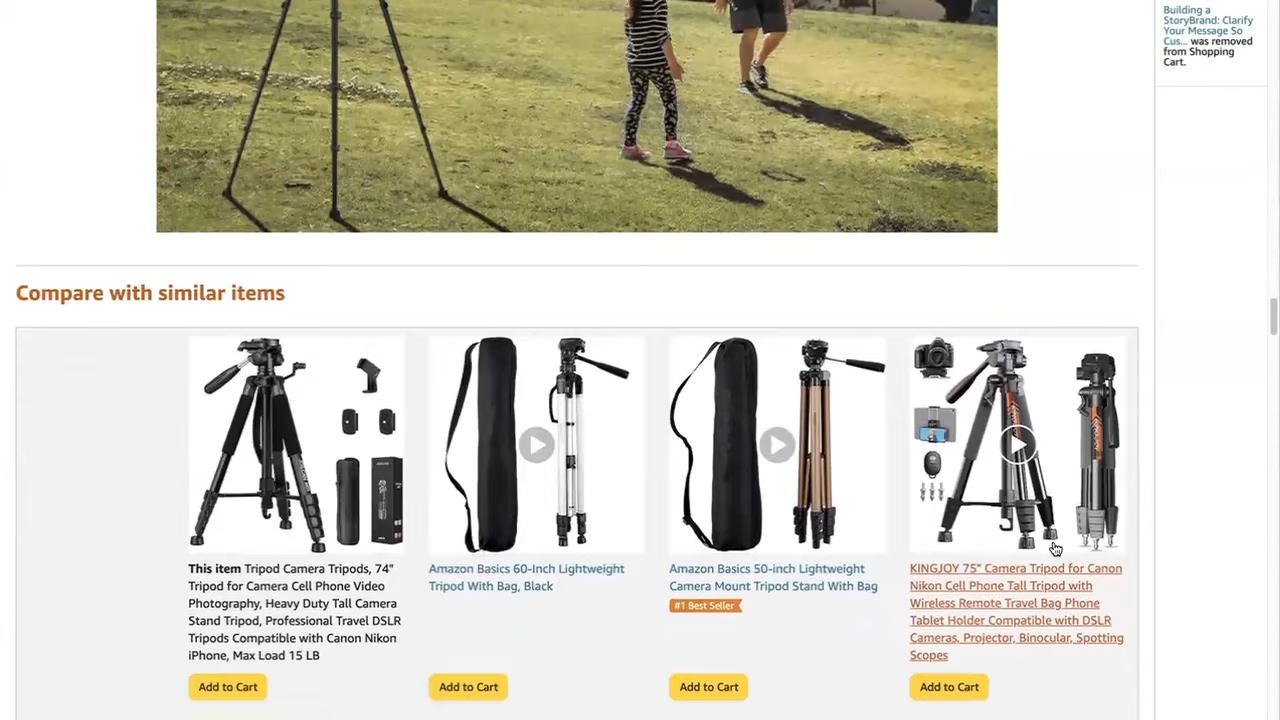 Building a
StoryBrand: Clarify
Your Message So
Cus... was removed
from Shopping
Cart.
Compare with similar items
This item Tripod Camera Tripods, 74"
Tripod for Camera Cell Phone Video
Photography, Heavy Duty Tall Camera
Stand Tripod, Professional Travel DSLR
Tripods Compatible with Canon Nikon
iPhone, Max Load 15 LB
Add to Cart
Amazon Basics 60-Inch Lightweight
Tripod With Bag, Black
Add to Cart
Amazon Basics 50-inch Lightweight
Camera Mount Tripod Stand With Bag
#1 Best Seller
Add to Cart
KINGJOY 75" Camera Tripod for Canon
Nikon Cell Phone Tall Tripod with
Wireless Remote Travel Bag Phone
Tablet Holder Compatible with DSLR
Cameras, Projector, Binocular, Spotting
Scopes
Add to Cart